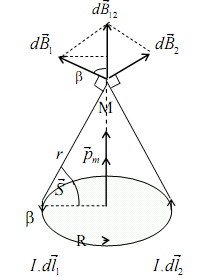 dB⃗₁₂
dB⃗₁ dB⃗₂
β
M
r p⃗ₘ
S⃗
β
R
I.dl⃗₁ I.dl⃗₂